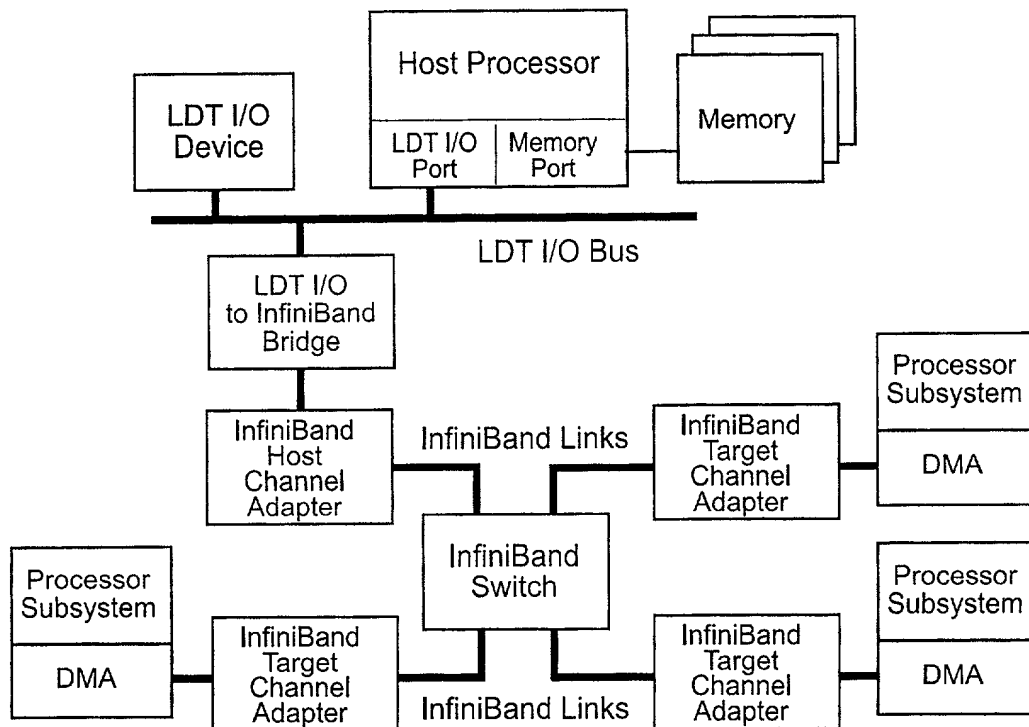 Host Processor
LDT I/O
Port
Memory
Port
Memory
LDT I/O
Device
LDT I/O Bus
LDT I/O
to InfiniBand
Bridge
InfiniBand
Host
Channel
Adapter
InfiniBand Links
InfiniBand
Target
Channel
Adapter
Processor
Subsystem
DMA
InfiniBand
Switch
Processor
Subsystem
DMA
InfiniBand
Target
Channel
Adapter
InfiniBand Links
InfiniBand
Target
Channel
Adapter
Processor
Subsystem
DMA